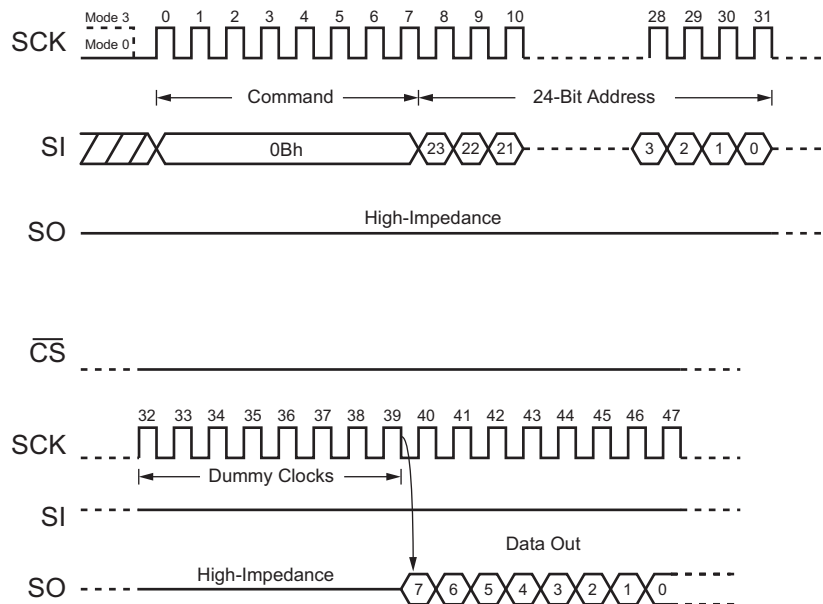 Mode 3 0 1 2 3 4 5 6 7 8 9 10 28 29 30 31
SCK Mode 0
Command 24-Bit Address
SI 0Bh 23 22 21 3 2 1 0
High-Impedance
SO
CS
32 33 34 35 36 37 38 39 40 41 42 43 44 45 46 47
SCK
Dummy Clocks
SI
Data Out
High-Impedance
SO 7 6 5 4 3 2 1 0